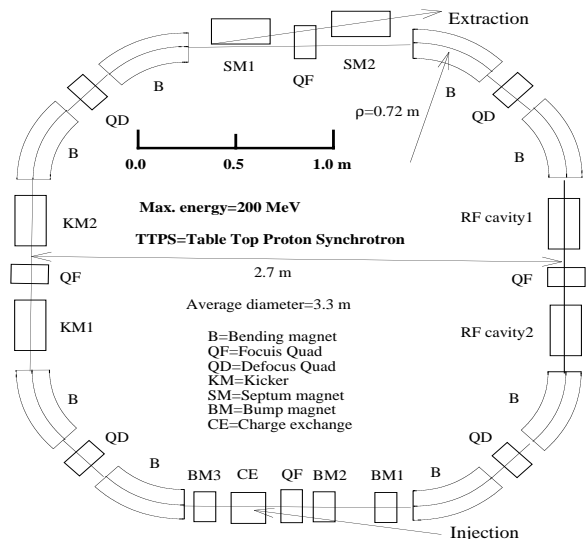 Extraction
SM1
QF
SM2
B
B
QD
ρ=0.72 m
QD
B
B
0.0
0.5
1.0 m
Max. energy=200 MeV
KM2
RF cavity1
TTPS=Table Top Proton Synchrotron
2.7 m
QF
QF
Average diameter=3.3 m
KM1
RF cavity2
B=Bending magnet
QF=Focuis Quad
QD=Defocus Quad
KM=Kicker
SM=Septum magnet
BM=Bump magnet
CE=Charge exchange
B
B
QD
QD
B
BM3
CE
QF
BM2
BM1
B
Injection